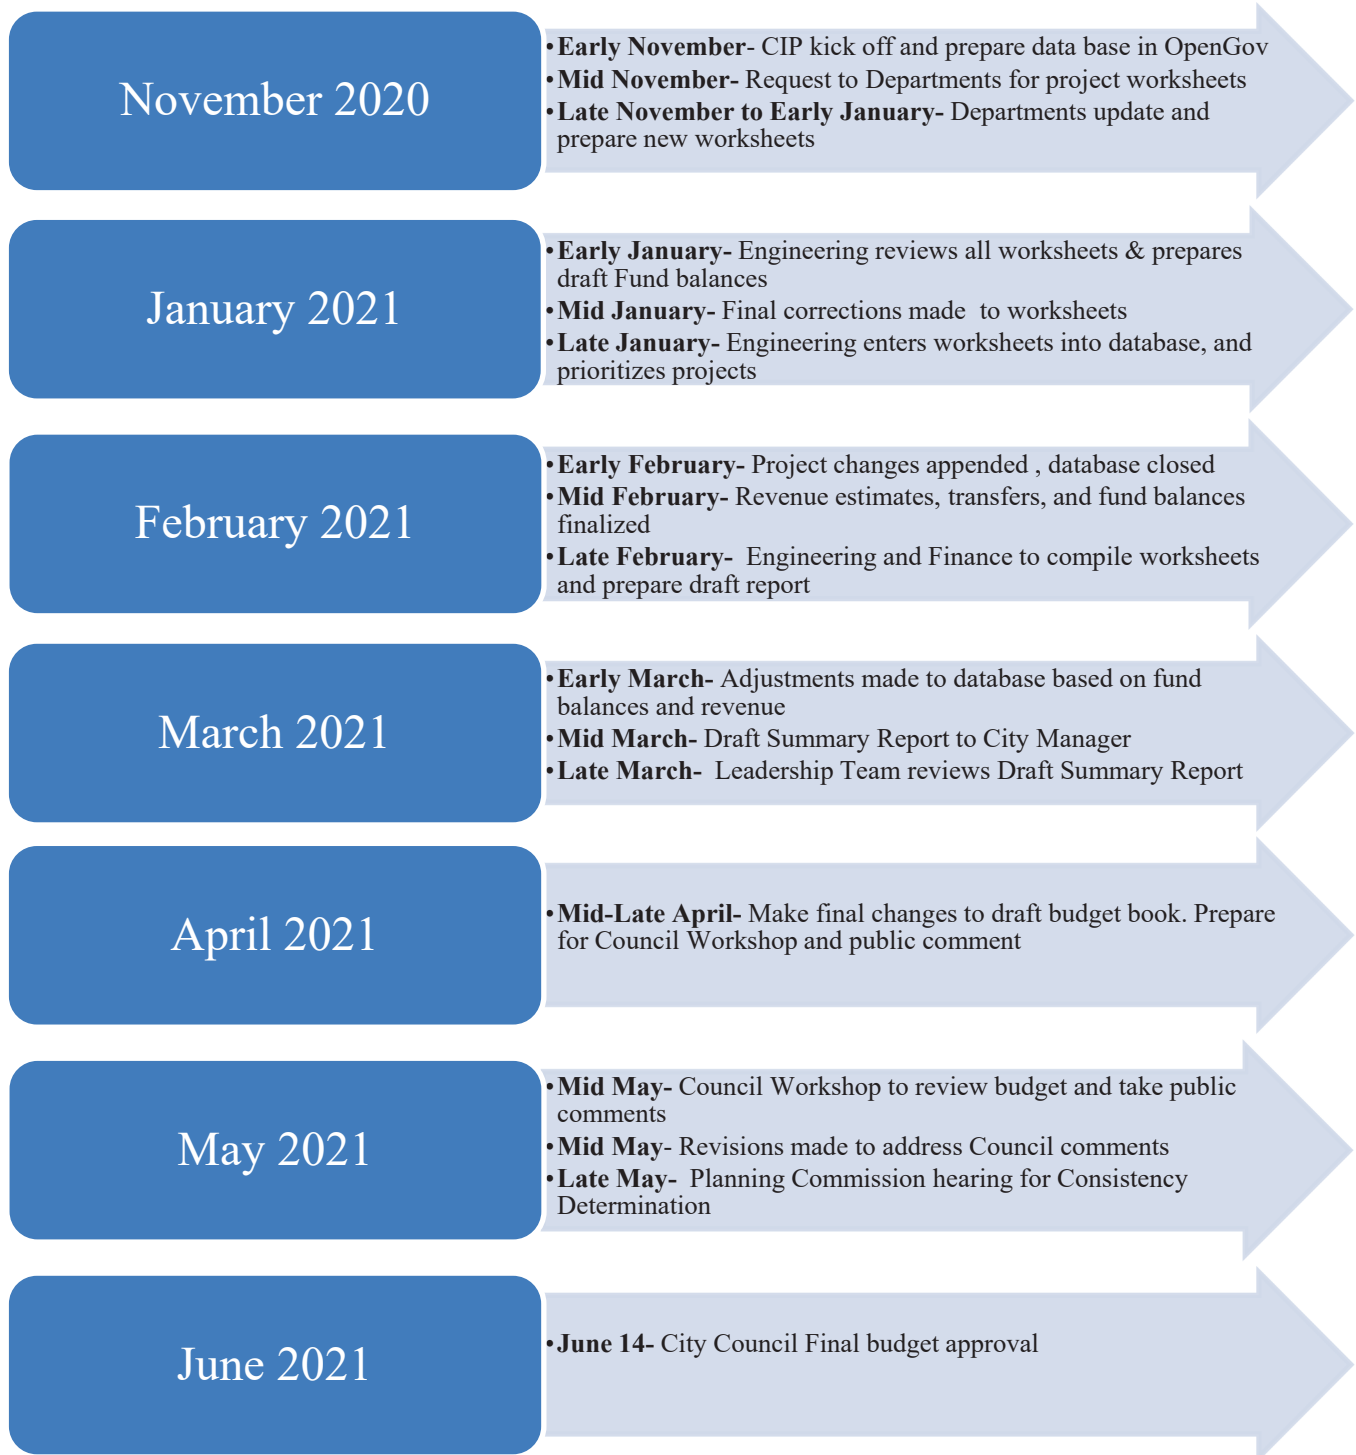 November 2020
•Early November- CIP kick off and prepare data base in OpenGov
•Mid November- Request to Departments for project worksheets
•Late November to Early January- Departments update and
prepare new worksheets
January 2021
•Early January- Engineering reviews all worksheets & prepares
draft Fund balances
•Mid January- Final corrections made  to worksheets
•Late January- Engineering enters worksheets into database, and
prioritizes projects
February 2021
•Early February- Project changes appended , database closed
•Mid February- Revenue estimates, transfers, and fund balances
finalized
•Late February-  Engineering and Finance to compile worksheets
and prepare draft report
March 2021
•Early March- Adjustments made to database based on fund
balances and revenue
•Mid March- Draft Summary Report to City Manager
•Late March-  Leadership Team reviews Draft Summary Report
April 2021
•Mid-Late April- Make final changes to draft budget book. Prepare
for Council Workshop and public comment
May 2021
•Mid May- Council Workshop to review budget and take public
comments
•Mid May- Revisions made to address Council comments
•Late May-  Planning Commission hearing for Consistency
Determination
June 2021
•June 14- City Council Final budget approval